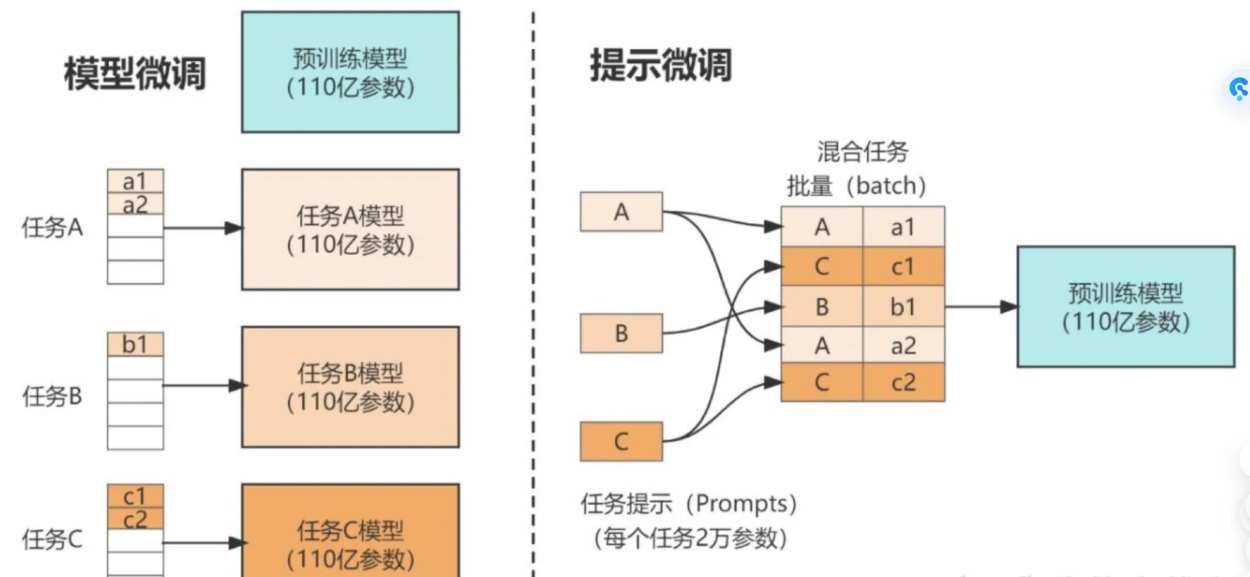 模型微调
预训练模型
(110亿参数)
任务A
a1
a2
任务A模型
(110亿参数)
任务B
b1
任务B模型
(110亿参数)
任务C
c1
c2
任务C模型
(110亿参数)
提示微调
A
B
C
任务提示（Prompts）
（每个任务2万参数）
混合任务
批量（batch）
A a1
C c1
B b1
A a2
C c2
预训练模型
(110亿参数)